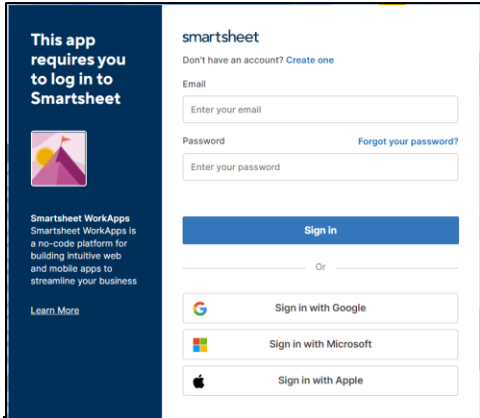 This app
requires you
to log in to
Smartsheet
Smartsheet WorkApps
Smartsheet WorkApps is
a no-code platform for
building intuitive web
and mobile apps to
streamline your business
Learn More
smartsheet
Don't have an account? Create one
Email
Enter your email
Password Forgot your password?
Enter your password
Sign in
Or
Sign in with Google
Sign in with Microsoft
Sign in with Apple